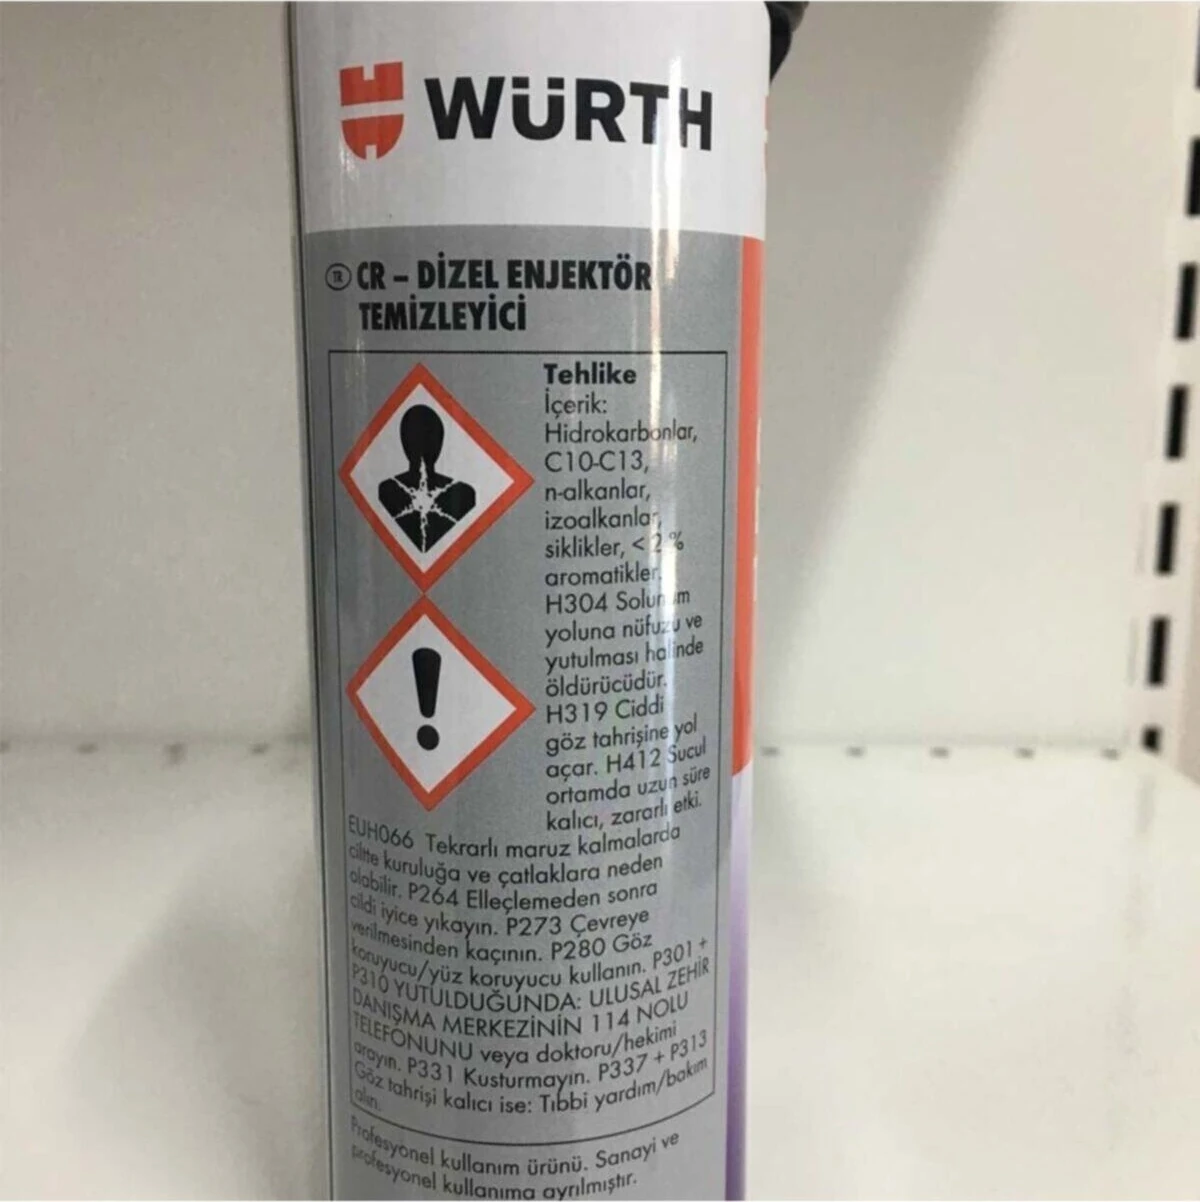 WÜRTH
TR CR – DİZEL ENJEKTÖR
TEMİZLEYİCİ
Tehlike
İçerik:
Hidrokarbonlar,
C10-C13,
n-alkanlar,
izoalkanlar,
siklikler, < 2 %
aromatikler.
H304 Solunum
yoluna nüfuzu ve
yutulması halinde
öldürücüdür.
H319 Ciddi
göz tahrişine yol
açar. H412 Sucul
ortamda uzun süre
kalıcı, zararlı etki.
EUH066 Tekrarlı maruz kalmalarda
ciltte kuruluğa ve çatlaklara neden
olabilir. P264 Elleçlemeden sonra
cildi iyice yıkayın. P273 Çevreye
verilmesinden kaçının. P280 Göz
koruyucu/yüz koruyucu kullanın. P301 +
P310 YUTULDUĞUNDA: ULUSAL ZEHİR
DANIŞMA MERKEZİNİN 114 NOLU
TELEFONUNU veya doktoru/hekimi
arayın. P331 Kusturmayın. P337 + P313
Göz tahrişi kalıcı ise: Tıbbi yardım/bakım
alın.
Profesyonel kullanım ürünü. Sanayi ve
profesyonel kullanıma ayrılmıştır.